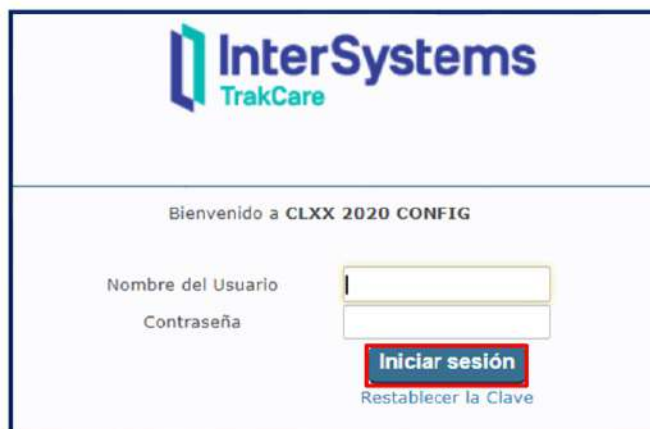 InterSystems
TrakCare
Bienvenido a CLXX 2020 CONFIG
Nombre del Usuario
Contraseña
Iniciar sesión
Restablecer la Clave